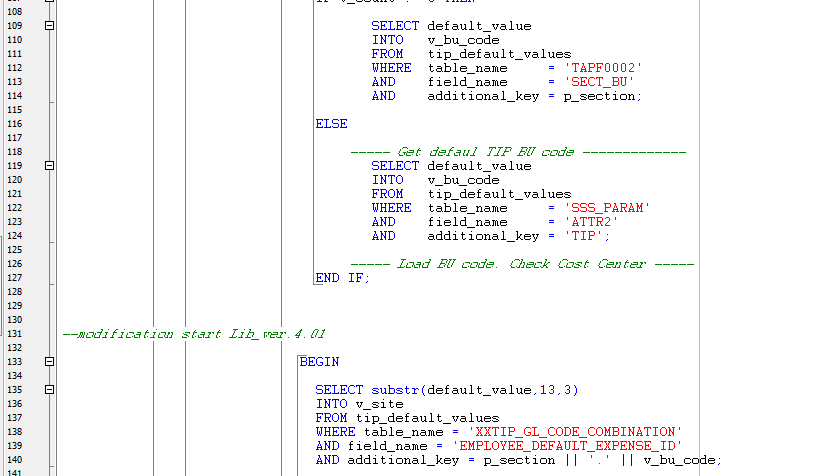 108
109 SELECT default_value
110 INTO v_bu_code
111 FROM tip_default_values
112 WHERE table_name = 'TAPF0002'
113 AND field_name = 'SECT_BU'
114 AND additional_key = p_section;
115
116 ELSE
117
118 ----- Get defaul TIP BU code -------------
119 SELECT default_value
120 INTO v_bu_code
121 FROM tip_default_values
122 WHERE table_name = 'SSS_PARAM'
123 AND field_name = 'ATTR2'
124 AND additional_key = 'TIP';
125
126 ----- Load BU code. Check Cost Center -----
127 END IF;
128
129
130
131 --modification start Lib_ver.4.01
132
133 BEGIN
134
135 SELECT substr(default_value,13,3)
136 INTO v_site
137 FROM tip_default_values
138 WHERE table_name = 'XXTIP_GL_CODE_COMBINATION'
139 AND field_name = 'EMPLOYEE_DEFAULT_EXPENSE_ID'
140 AND additional_key = p_section || '.' || v_bu_code;
141